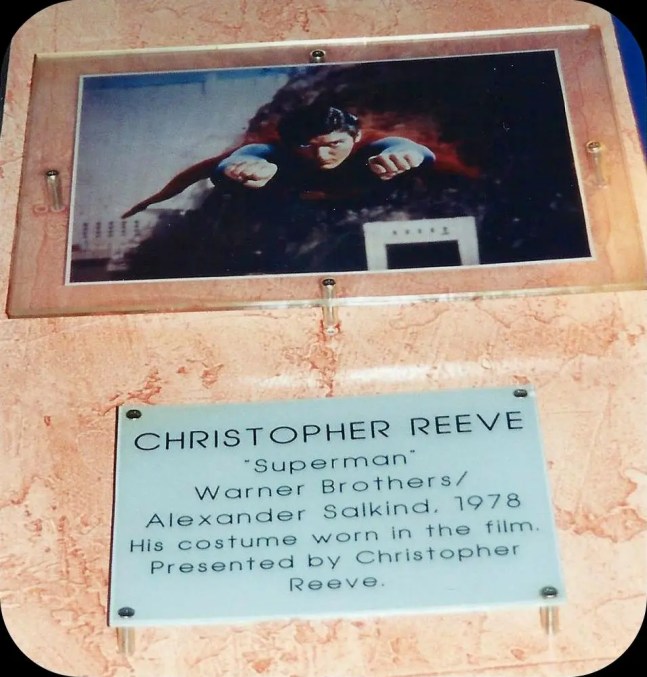 CHRISTOPHER REEVE
"Superman"
Warner Brothers/
Alexander Salkind, 1978
His costume worn in the film.
Presented by Christopher
Reeve.